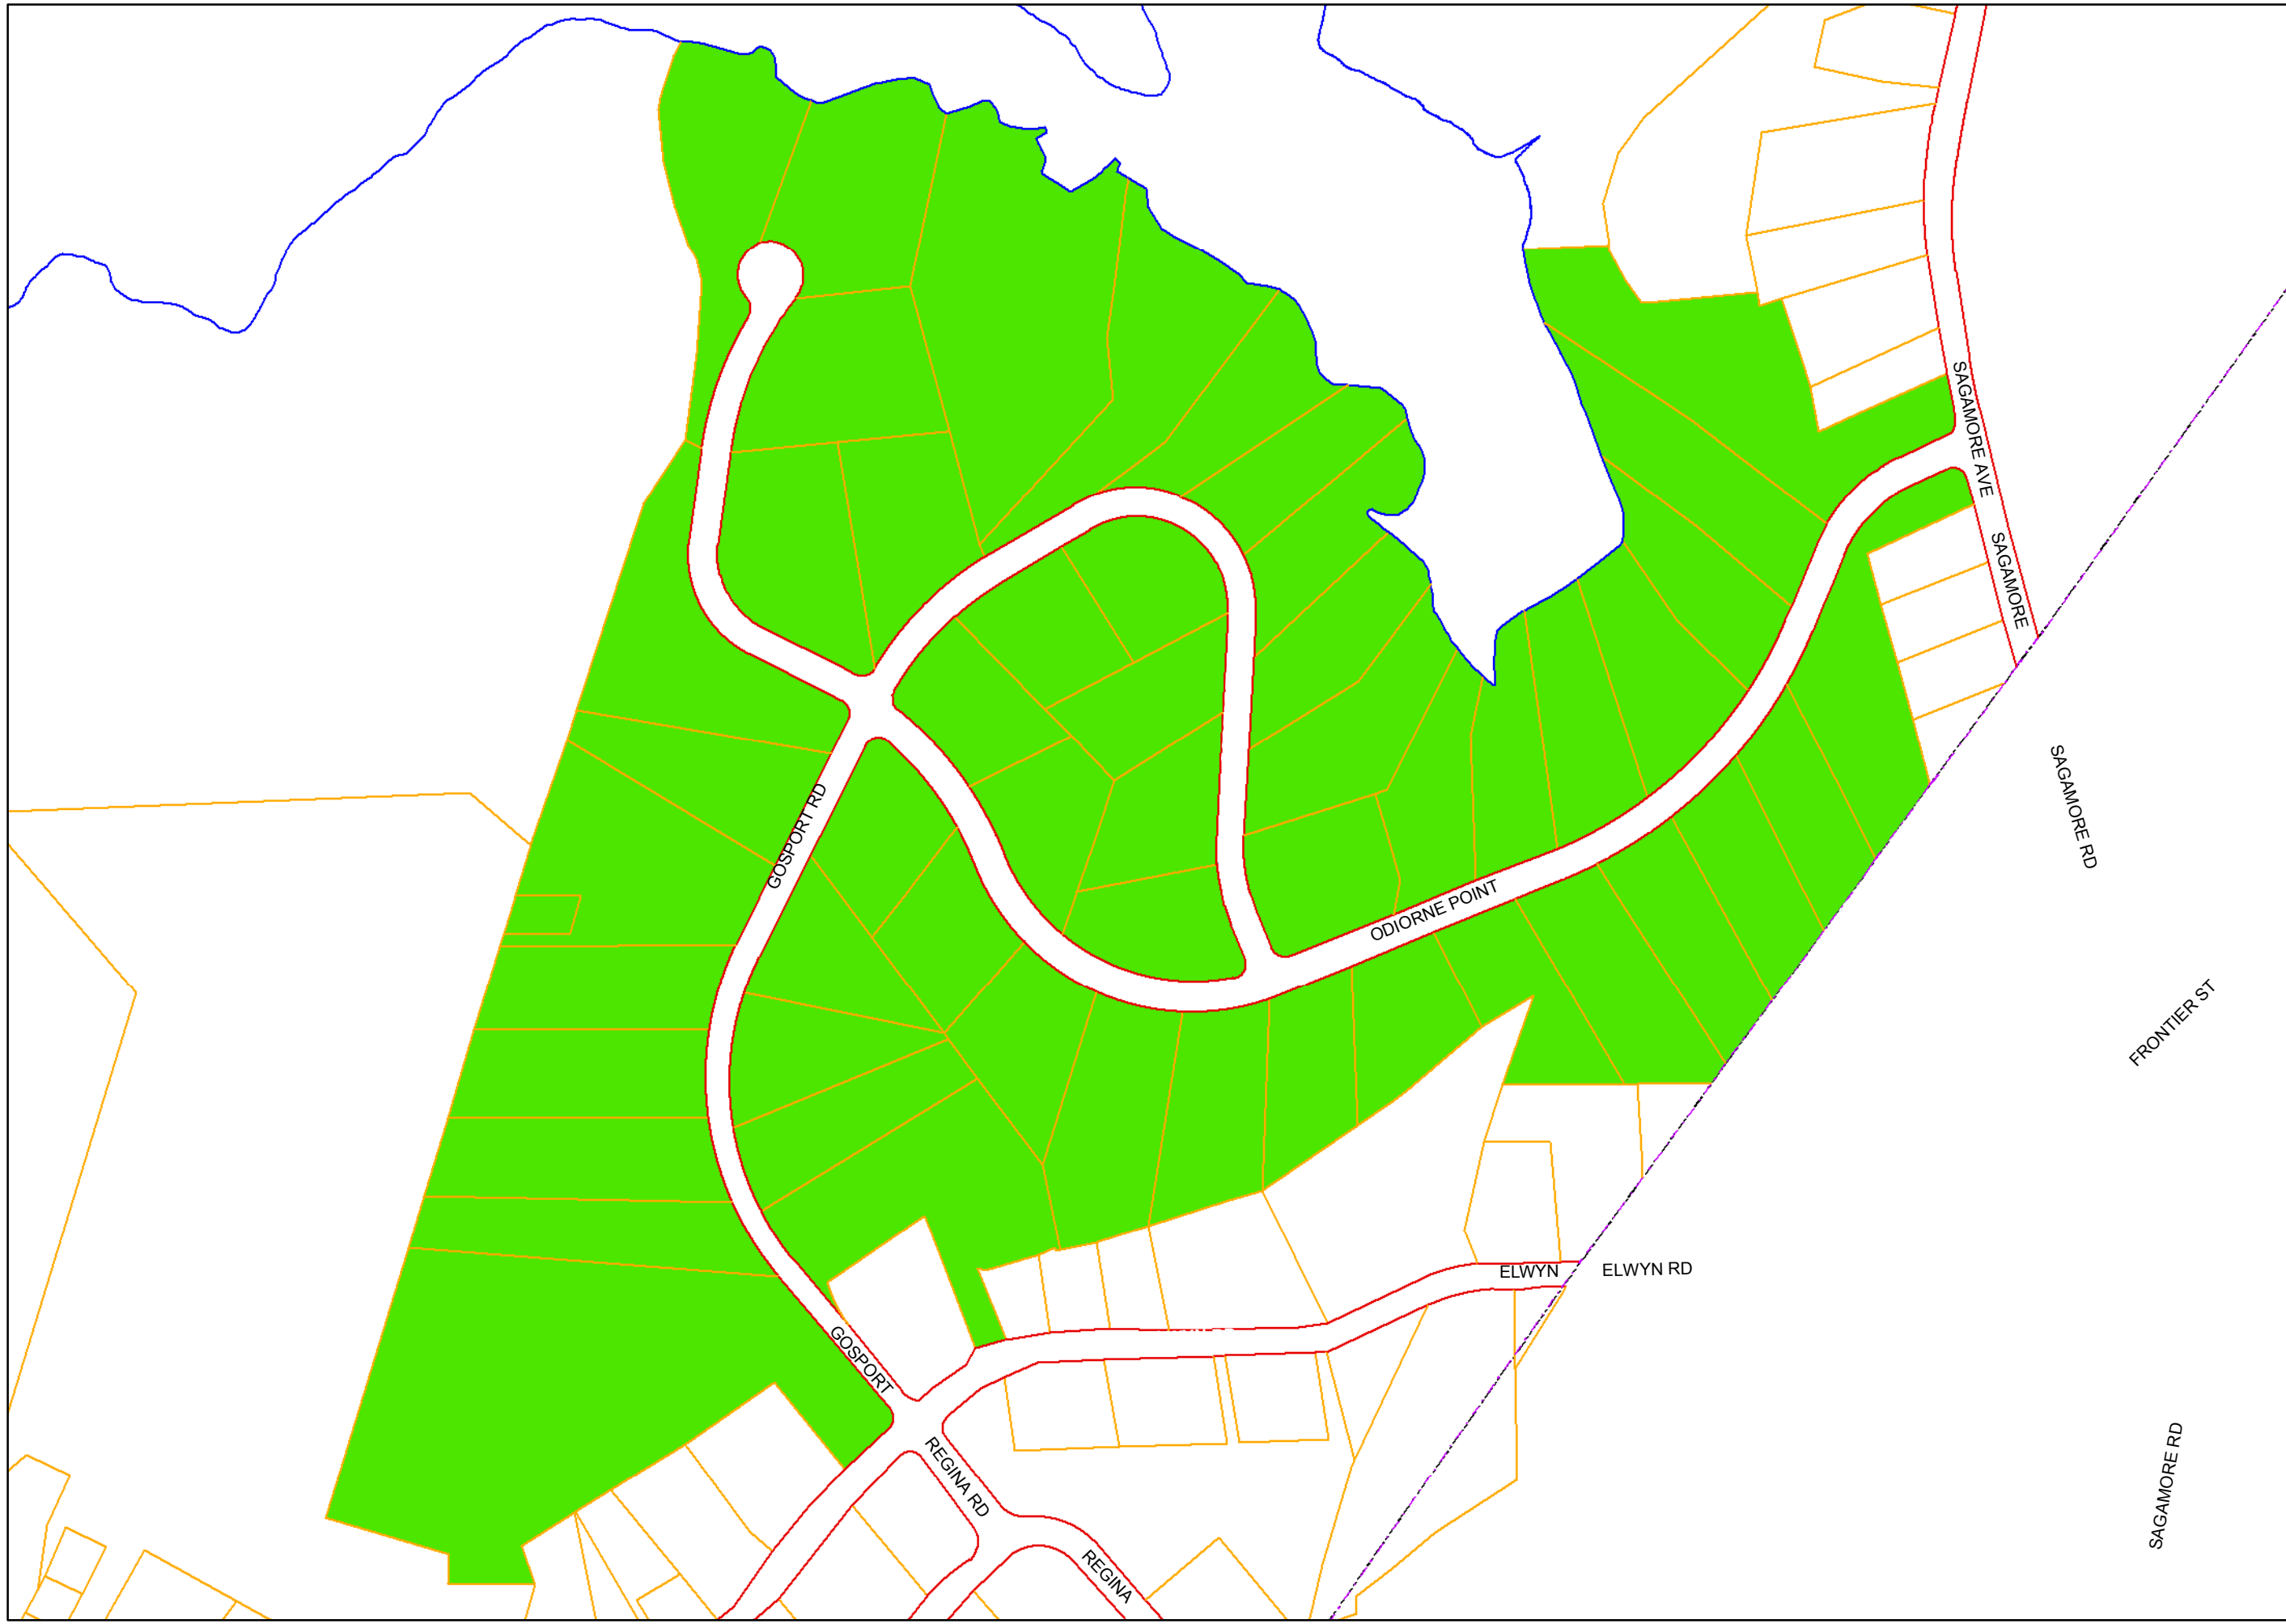 SAGAMORE AVE
SAGAMORE
SAGAMORE RD
GOSPORT RD
ODIORNE POINT
FRONTIER ST
ELWYN
ELWYN RD
GOSPORT
REGINA RD
SAGAMORE RD
REGINA